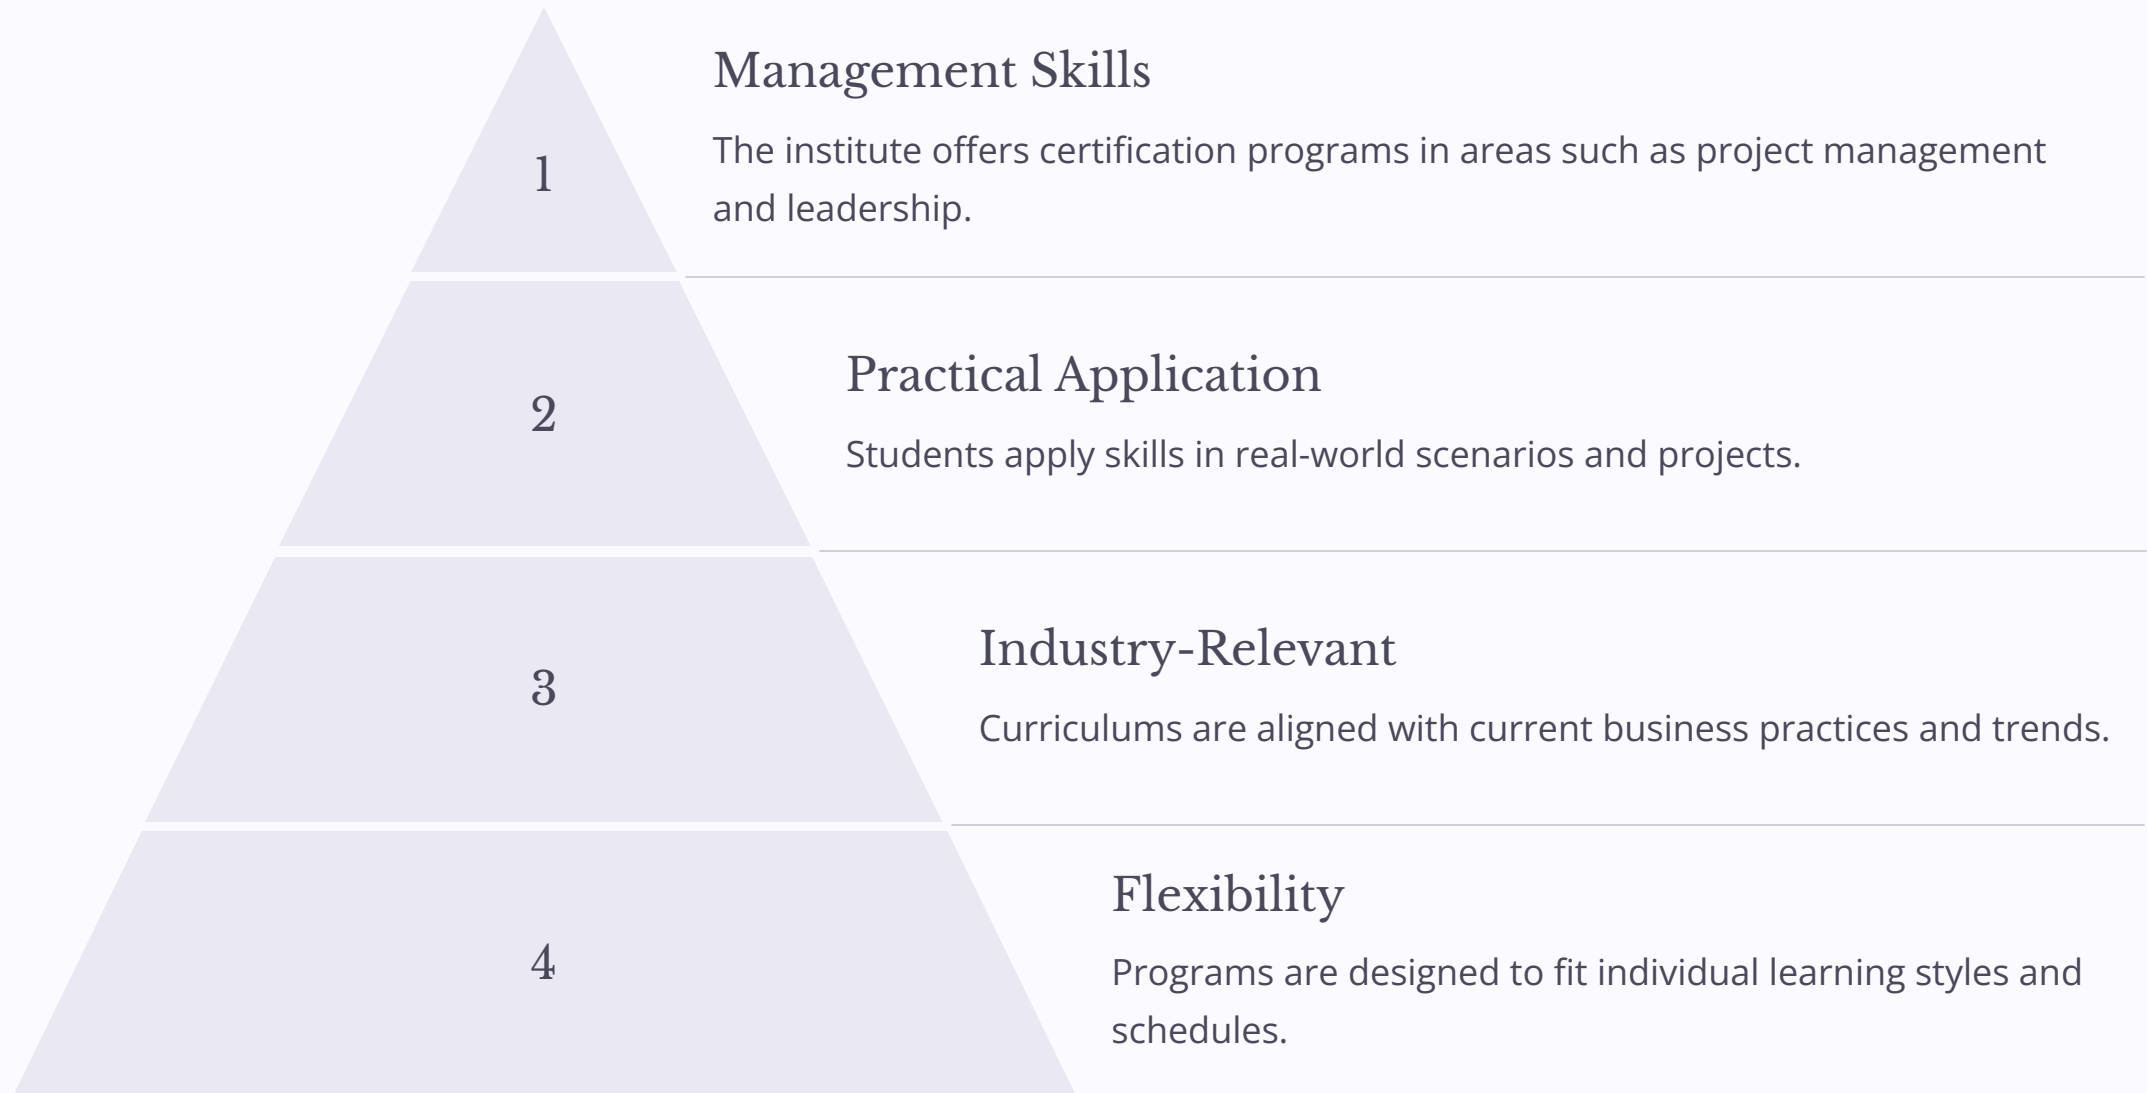 1
Management Skills
The institute offers certification programs in areas such as project management
and leadership.
2
Practical Application
Students apply skills in real-world scenarios and projects.
3
Industry-Relevant
Curriculums are aligned with current business practices and trends.
4
Flexibility
Programs are designed to fit individual learning styles and
schedules.